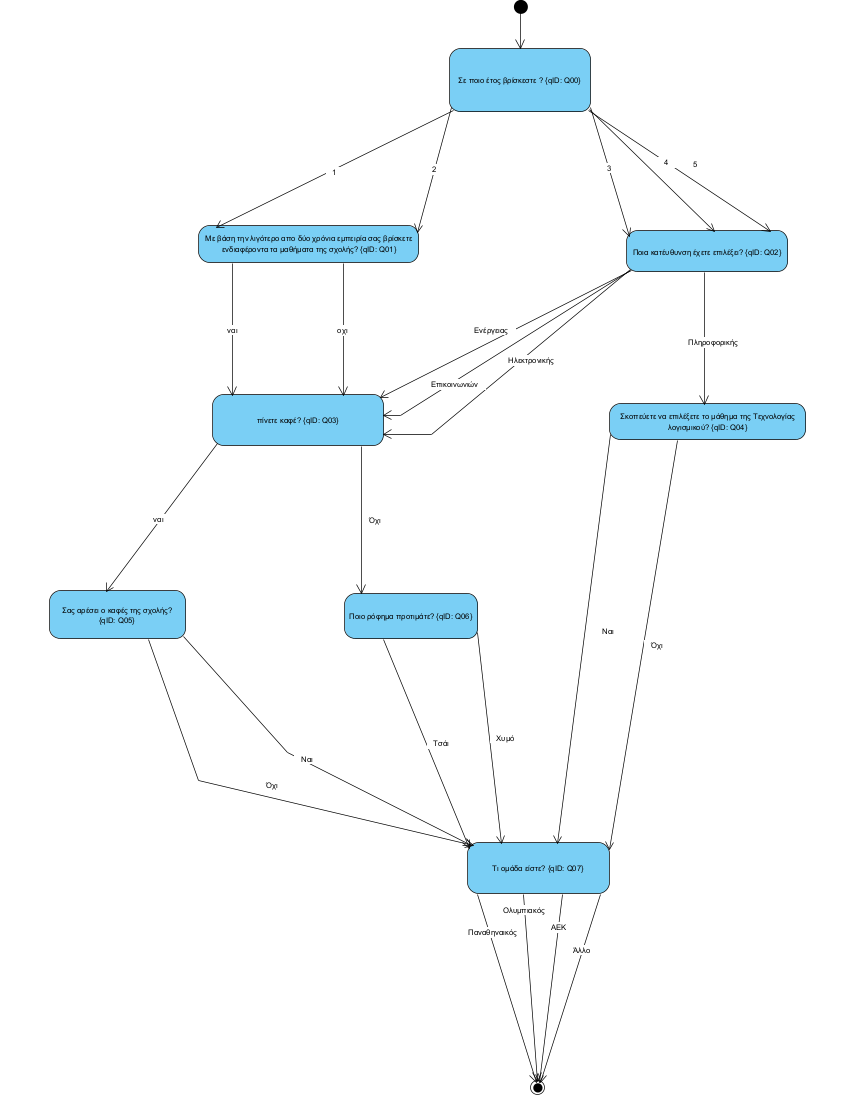 Σε ποιο έτος βρίσκεστε ? {qID: Q00}
1
2
3
4
5
Με βάση την λιγότερο απο δύο χρόνια εμπειρία σας βρίσκετε
ενδιαφέροντα τα μαθήματα της σχολής? {qID: Q01}
Ποια κατέυθυνση έχετε επιλέξει? {qID: Q02}
ναι
οχι
Ενέργειας
Πληροφορικής
Ηλεκτρονικής
Επικοινωνιών
πίνετε καφέ? {qID: Q03}
Σκοπεύετε να επιλέξετε το μάθημα της Τεχνολογίας
λογισμικού? {qID: Q04}
ναι
Όχι
Σας αρέσει ο καφές της σχολής?
{qID: Q05}
Ποιο ρόφημα προτιμάτε? {qID: Q06}
Ναι
Όχι
Τσάι
Χυμό
Ναι
Όχι
Τι ομάδα είστε? {qID: Q07}
Ολυμπιακός
Παναθηναικός
ΑΕΚ
Άλλο